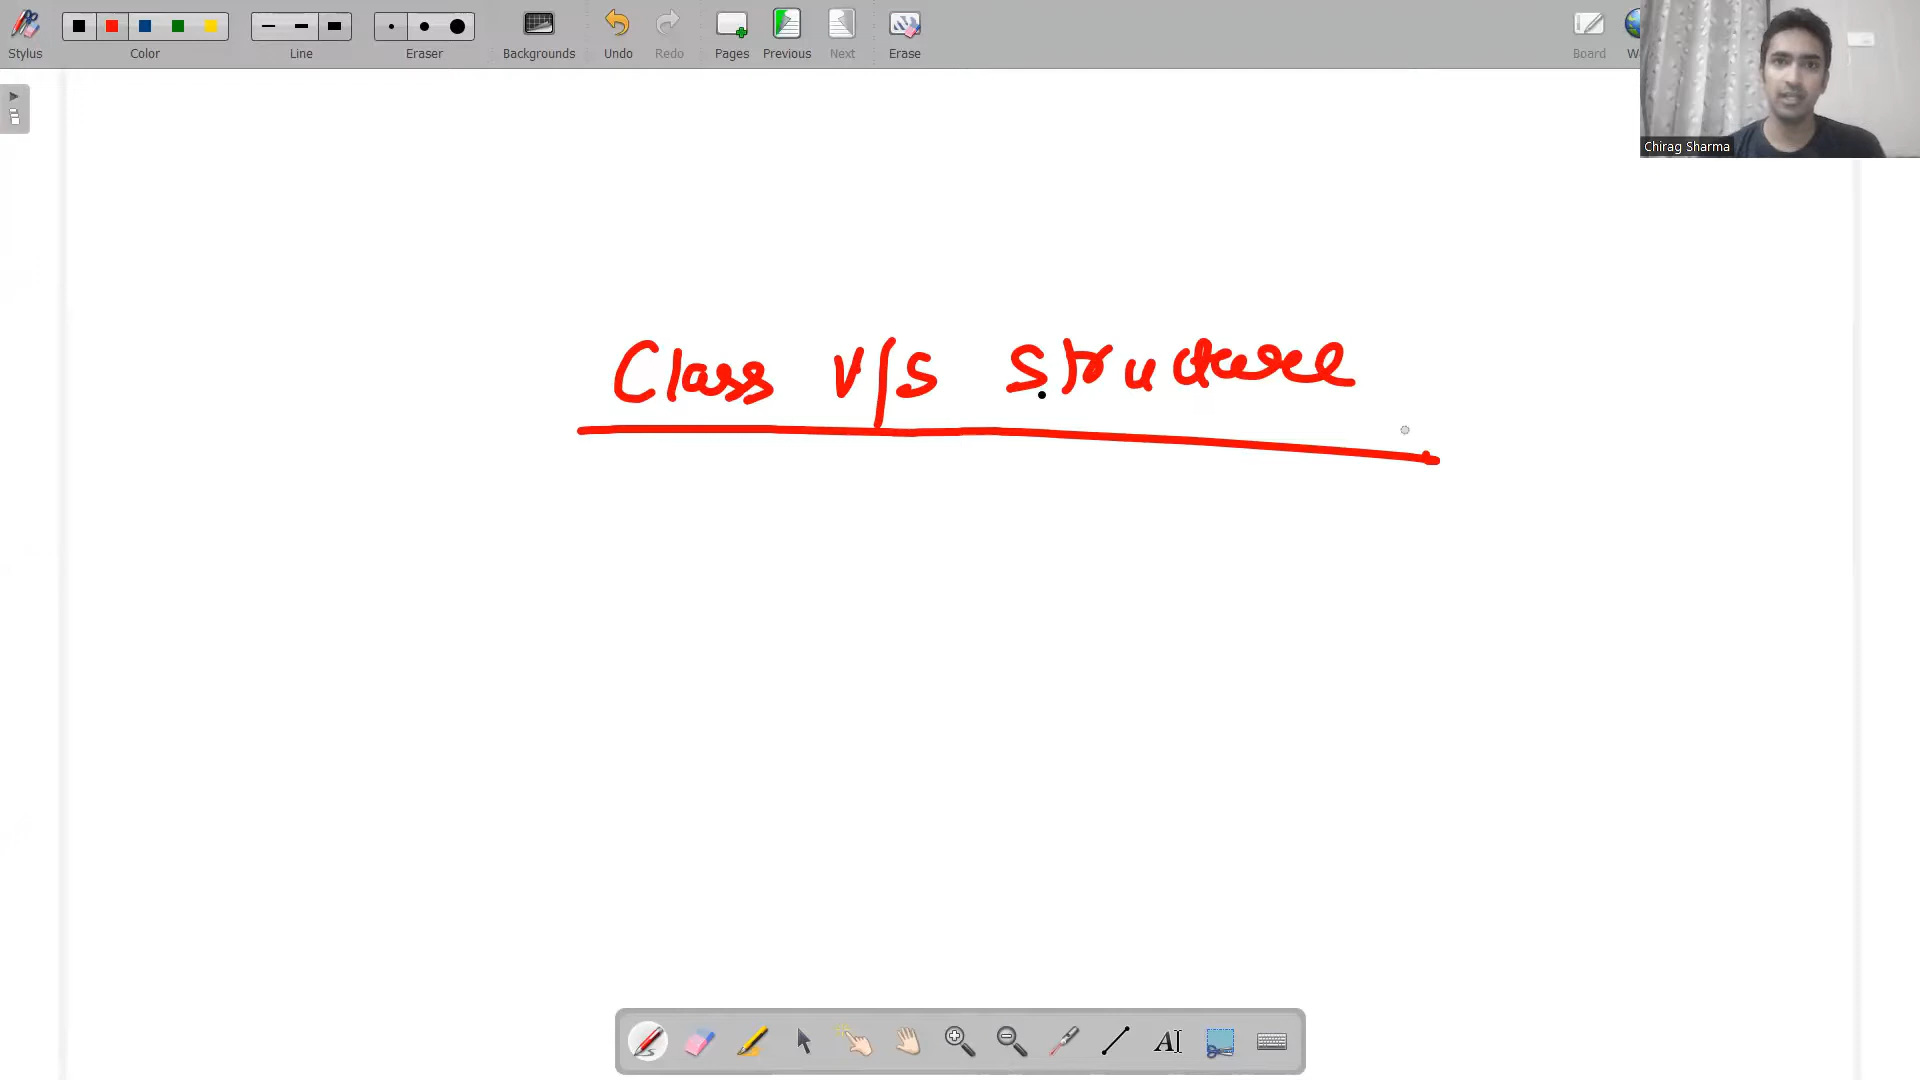 Stylus Color Line Eraser Backgrounds Undo Redo Pages Previous Next Erase Board W
Chirag Sharma
Class V/S Structure